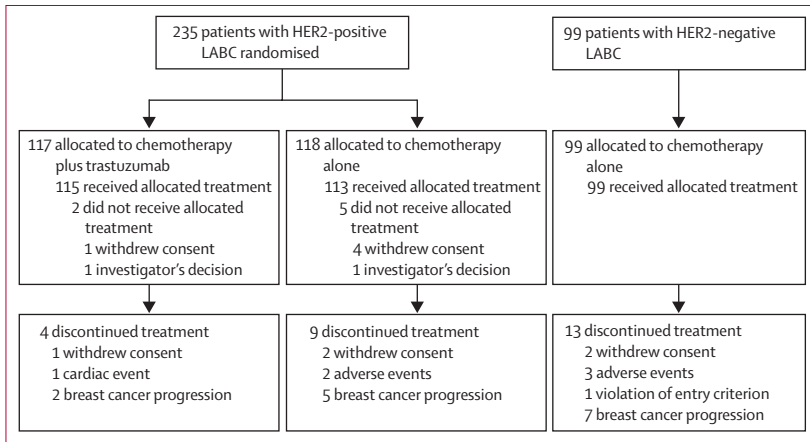 235 patients with HER2-positive
LABC randomised
99 patients with HER2-negative
LABC
117 allocated to chemotherapy
plus trastuzumab
115 received allocated treatment
2 did not receive allocated
treatment
1 withdrew consent
1 investigator's decision
118 allocated to chemotherapy
alone
113 received allocated treatment
5 did not receive allocated
treatment
4 withdrew consent
1 investigator's decision
99 allocated to chemotherapy
alone
99 received allocated treatment
4 discontinued treatment
1 withdrew consent
1 cardiac event
2 breast cancer progression
9 discontinued treatment
2 withdrew consent
2 adverse events
5 breast cancer progression
13 discontinued treatment
2 withdrew consent
3 adverse events
1 violation of entry criterion
7 breast cancer progression